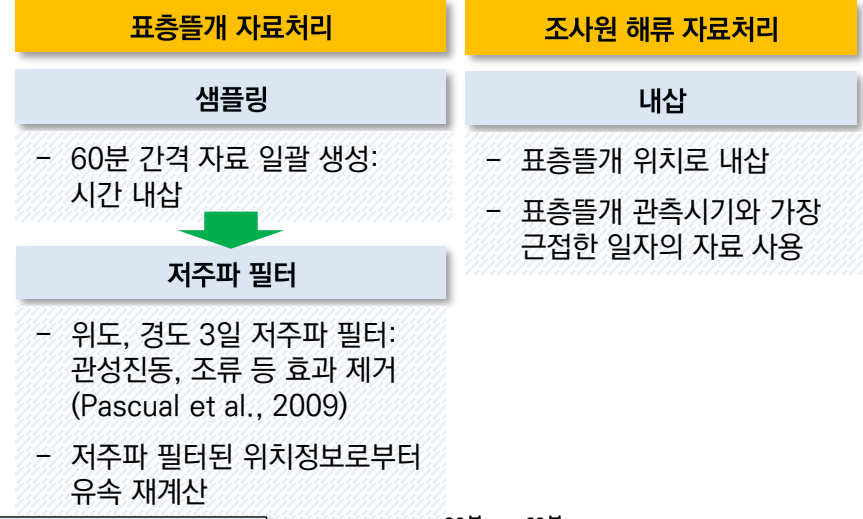 표층뜰개 자료처리
샘플링
- 60분 간격 자료 일괄 생성:
시간 내삽
저주파 필터
- 위도, 경도 3일 저주파 필터:
관성진동, 조류 등 효과 제거
(Pascual et al., 2009)
- 저주파 필터된 위치정보로부터
유속 재계산
조사원 해류 자료처리
내삽
- 표층뜰개 위치로 내삽
- 표층뜰개 관측시기와 가장
근접한 일자의 자료 사용